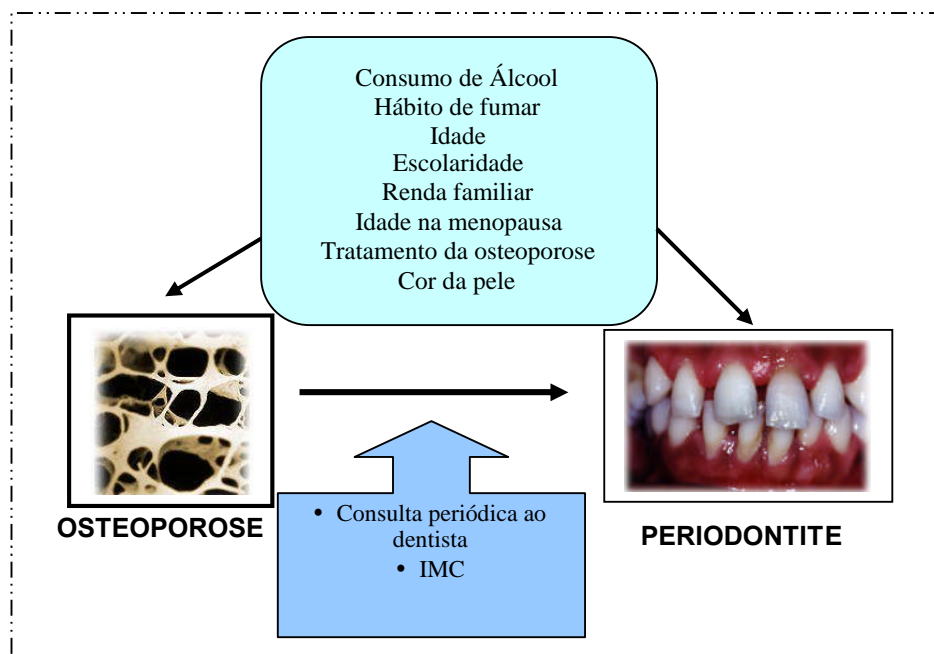 Consumo de Álcool
Hábito de fumar
Idade
Escolaridade
Renda familiar
Idade na menopausa
Tratamento da osteoporose
Cor da pele
OSTEOPOROSE
• Consulta periódica ao
dentista
• IMC
PERIODONTITE